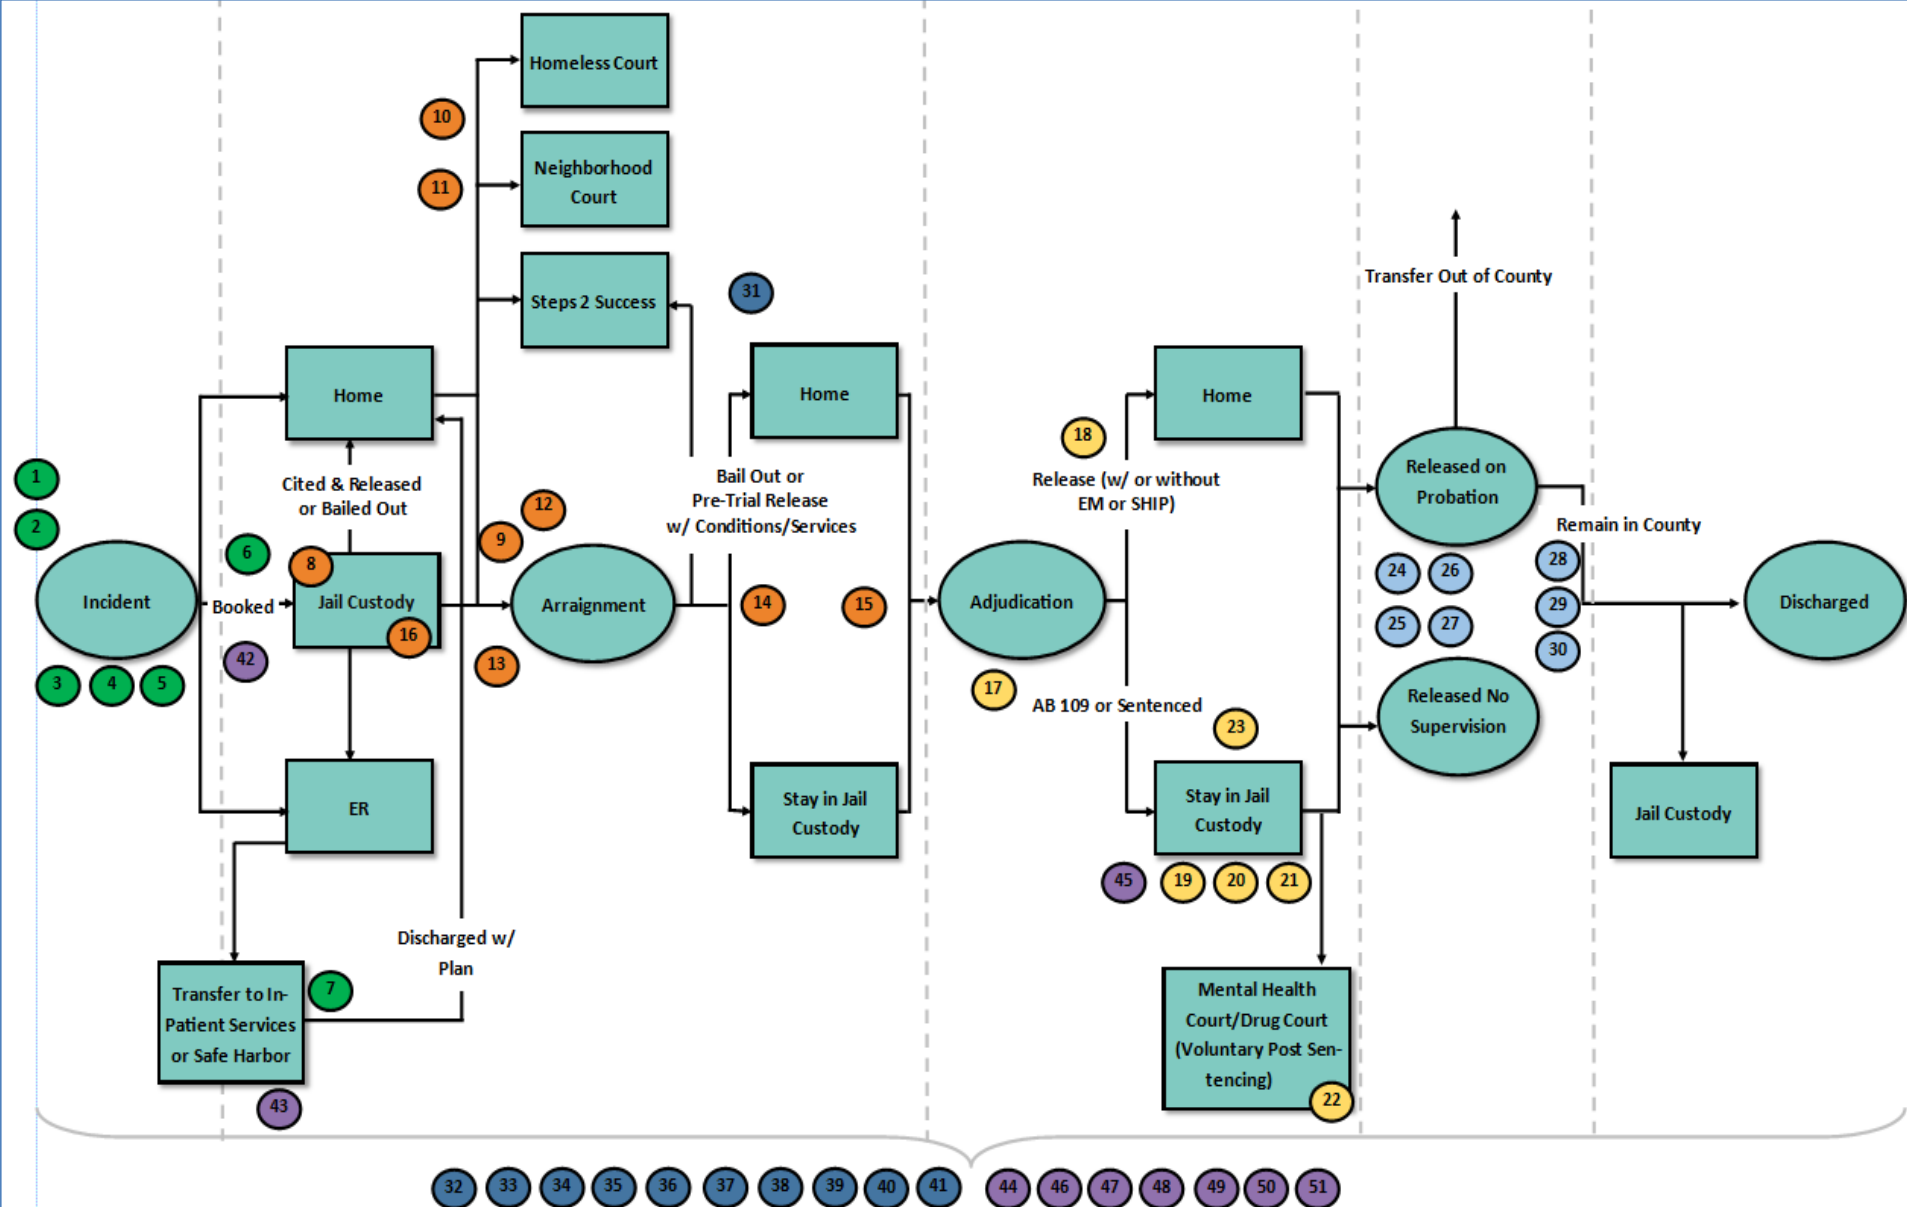 Homeless Court
10
Neighborhood
Court
11
Steps 2 Success
31
Transfer Out of County
Home
Home
Home
18
Cited & Released
or Bailed Out
Bail Out or
Pre-Trial Release
w/ Conditions/Services
Release (w/ or without
EM or SHIP)
Released on
Probation
Remain in County
1
2
12
9
6
8
28
24
26
Incident
Booked
Jail Custody
Arraignment
14
15
Adjudication
29
Discharged
16
25
27
42
13
30
3
4
5
17
AB 109 or Sentenced
23
Released No
Supervision
ER
Stay in Jail
Custody
Stay in Jail
Custody
Jail Custody
45
19
20
21
Discharged w/
Plan
Transfer to In-
Patient Services
or Safe Harbor
7
43
Mental Health
Court/Drug Court
(Voluntary Post Sen-
tencing)
22
32 33 34 35 36 37 38 39 40 41 44 46 47 48 49 50 51